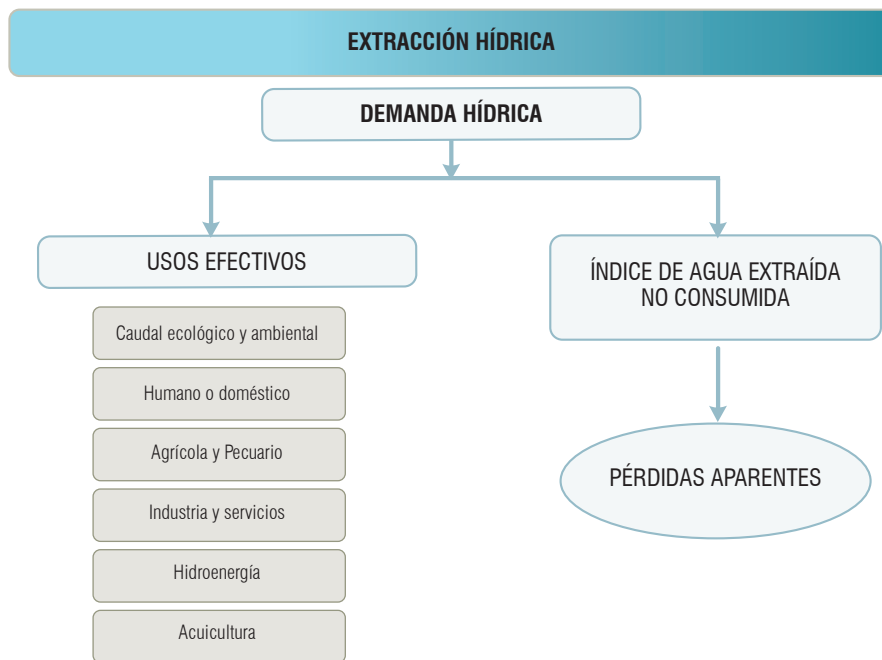 EXTRACCIÓN HÍDRICA
DEMANDA HÍDRICA
USOS EFECTIVOS
Caudal ecológico y ambiental
Humano o doméstico
Agrícola y Pecuario
Industria y servicios
Hidroenergía
Acuicultura
ÍNDICE DE AGUA EXTRAÍDA
NO CONSUMIDA
PÉRDIDAS APARENTES